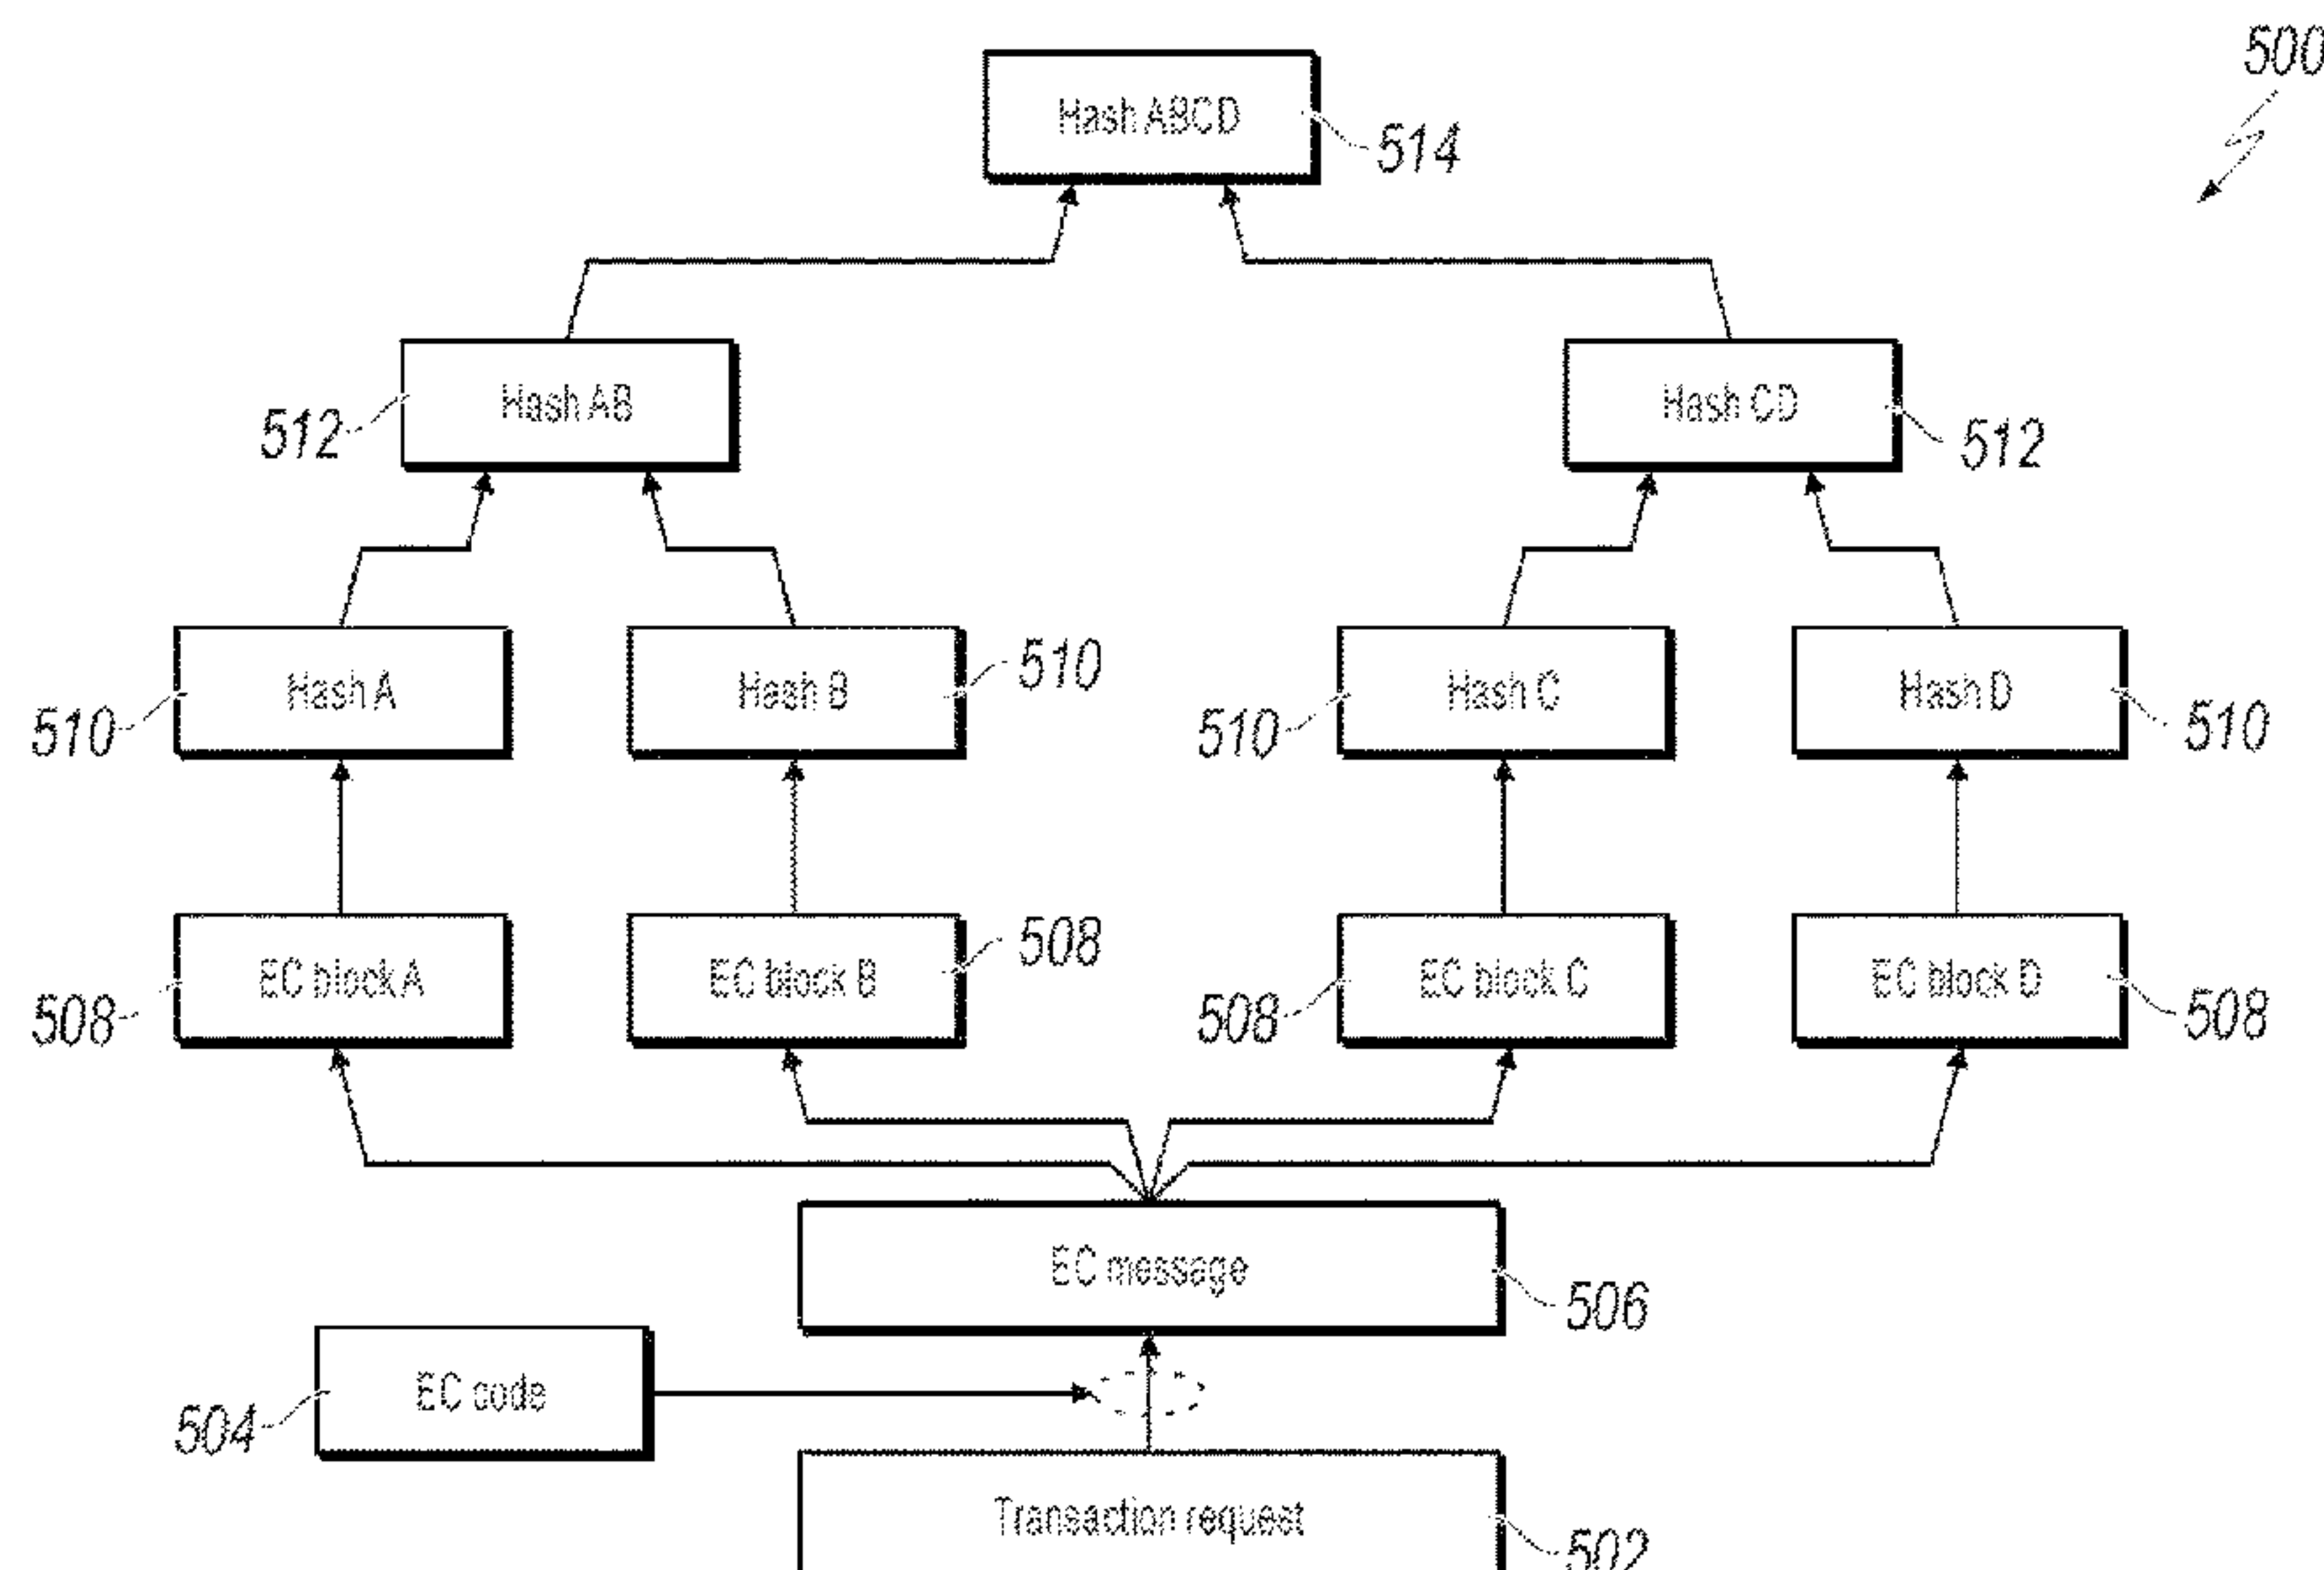 500
Hash ABCD
514
Hash AB
512
Hash CD
512
Hash A
510
Hash B
510
Hash C
510
Hash D
510
EC block A
508
EC block B
508
EC block C
508
EC block D
508
EC message
506
EC code
504
Transaction request
502